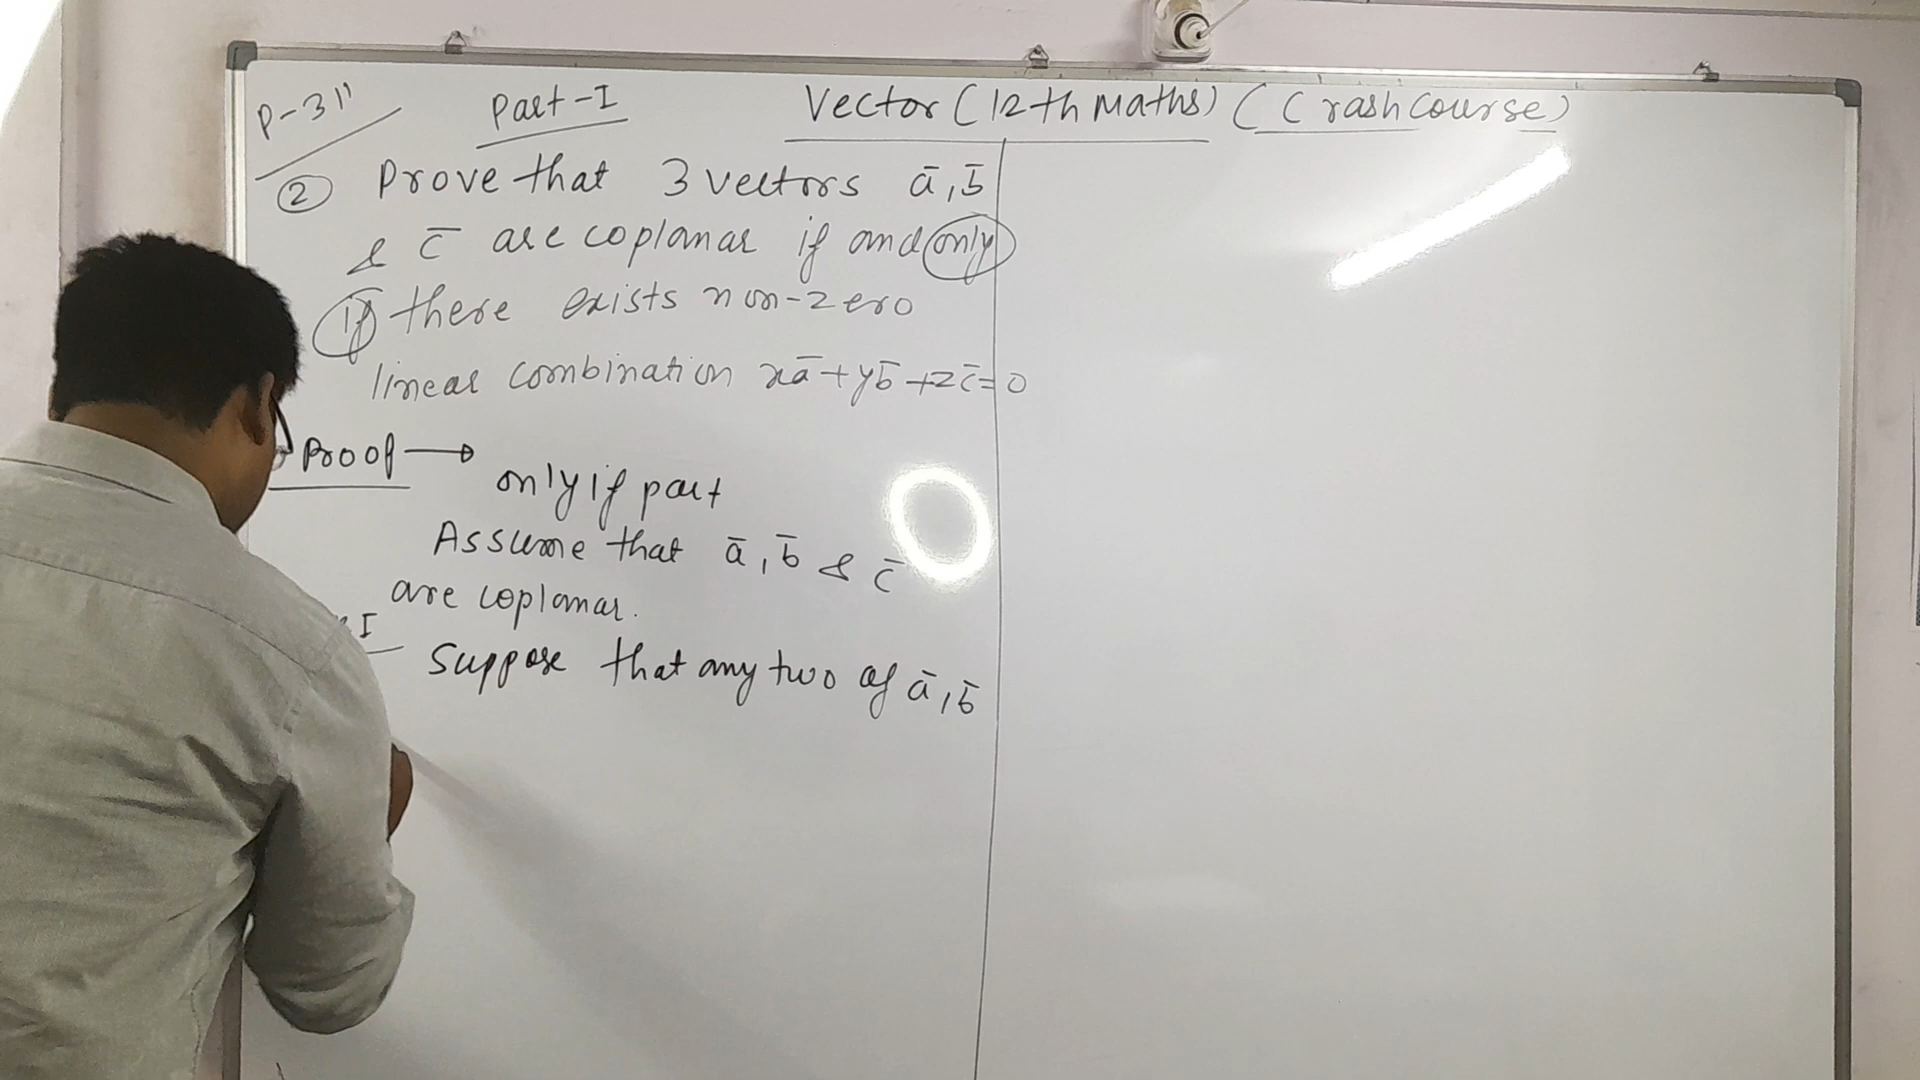 P-311
Part-I
Vector (12th Maths) (Crash course)
② Prove that 3 vectors ā, b̄
& c̄ are coplanar if and only
if there exists non-zero
linear combination xā+yb̄+zc̄=0
Proof →
only if part
Assume that ā, b̄ & c̄
are coplanar.
I
Suppose that any two of ā, b̄